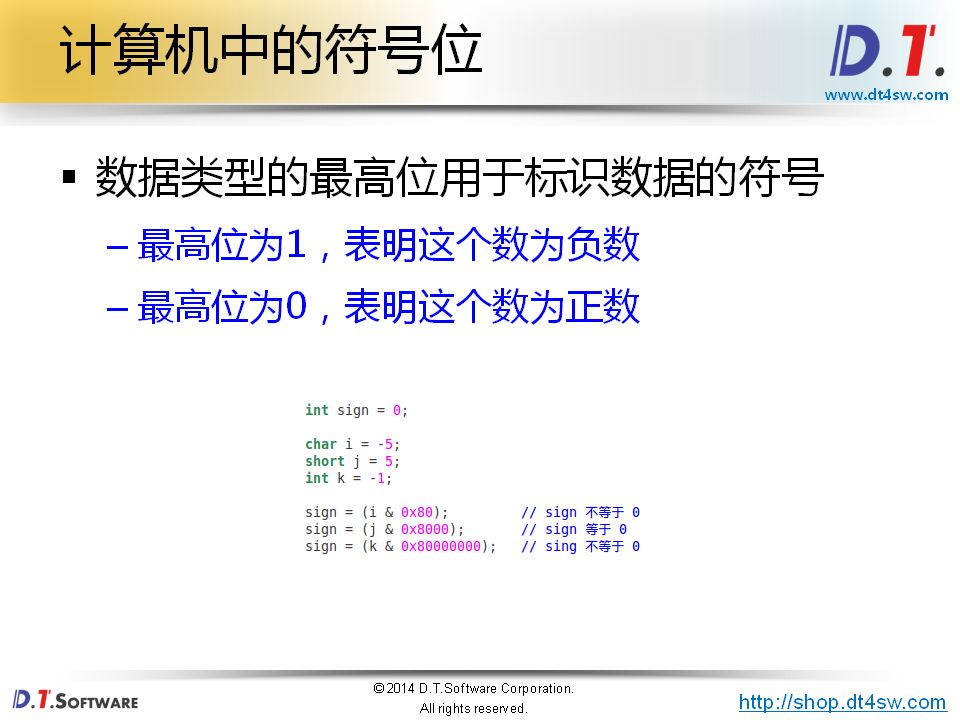 计算机中的符号位
D.T.
www.dt4sw.com
▪ 数据类型的最高位用于标识数据的符号
– 最高位为1，表明这个数为负数
– 最高位为0，表明这个数为正数
int sign = 0;
char i = -5;
short j = 5;
int k = -1;
sign = (i & 0x80);         // sign 不等于 0
sign = (j & 0x8000);       // sign 等于 0
sign = (k & 0x80000000);   // sing 不等于 0
D.T.SOFTWARE
©2014 D.T.Software Corporation.
All rights reserved.
http://shop.dt4sw.com